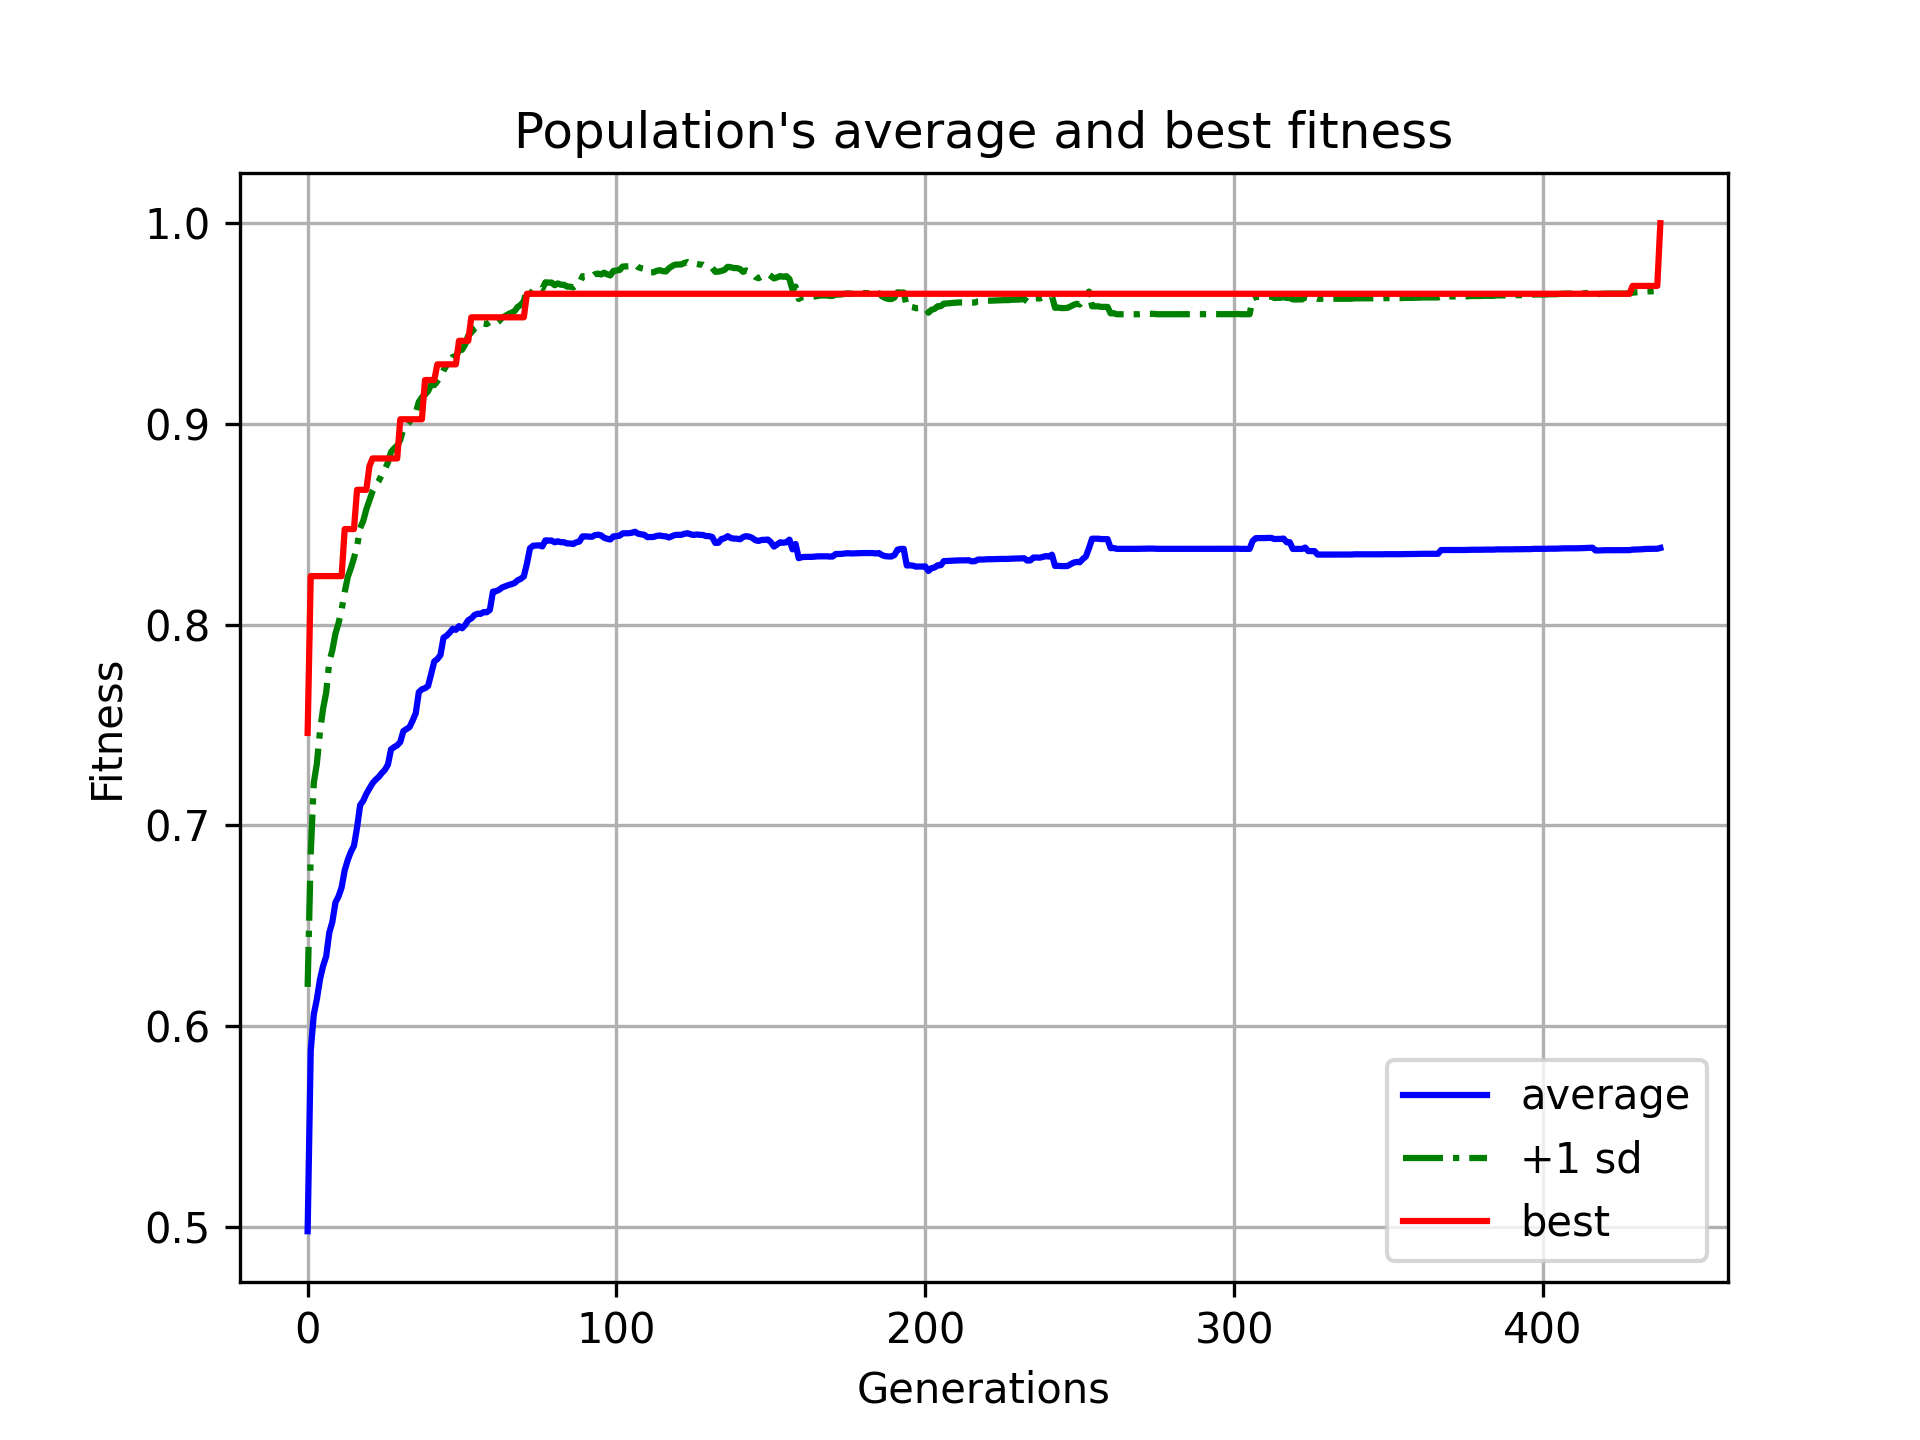 Population's average and best fitness
1.0
0.9
0.8
0.7
0.6
0.5
Fitness
average
+1 sd
best
0 100 200 300 400
Generations